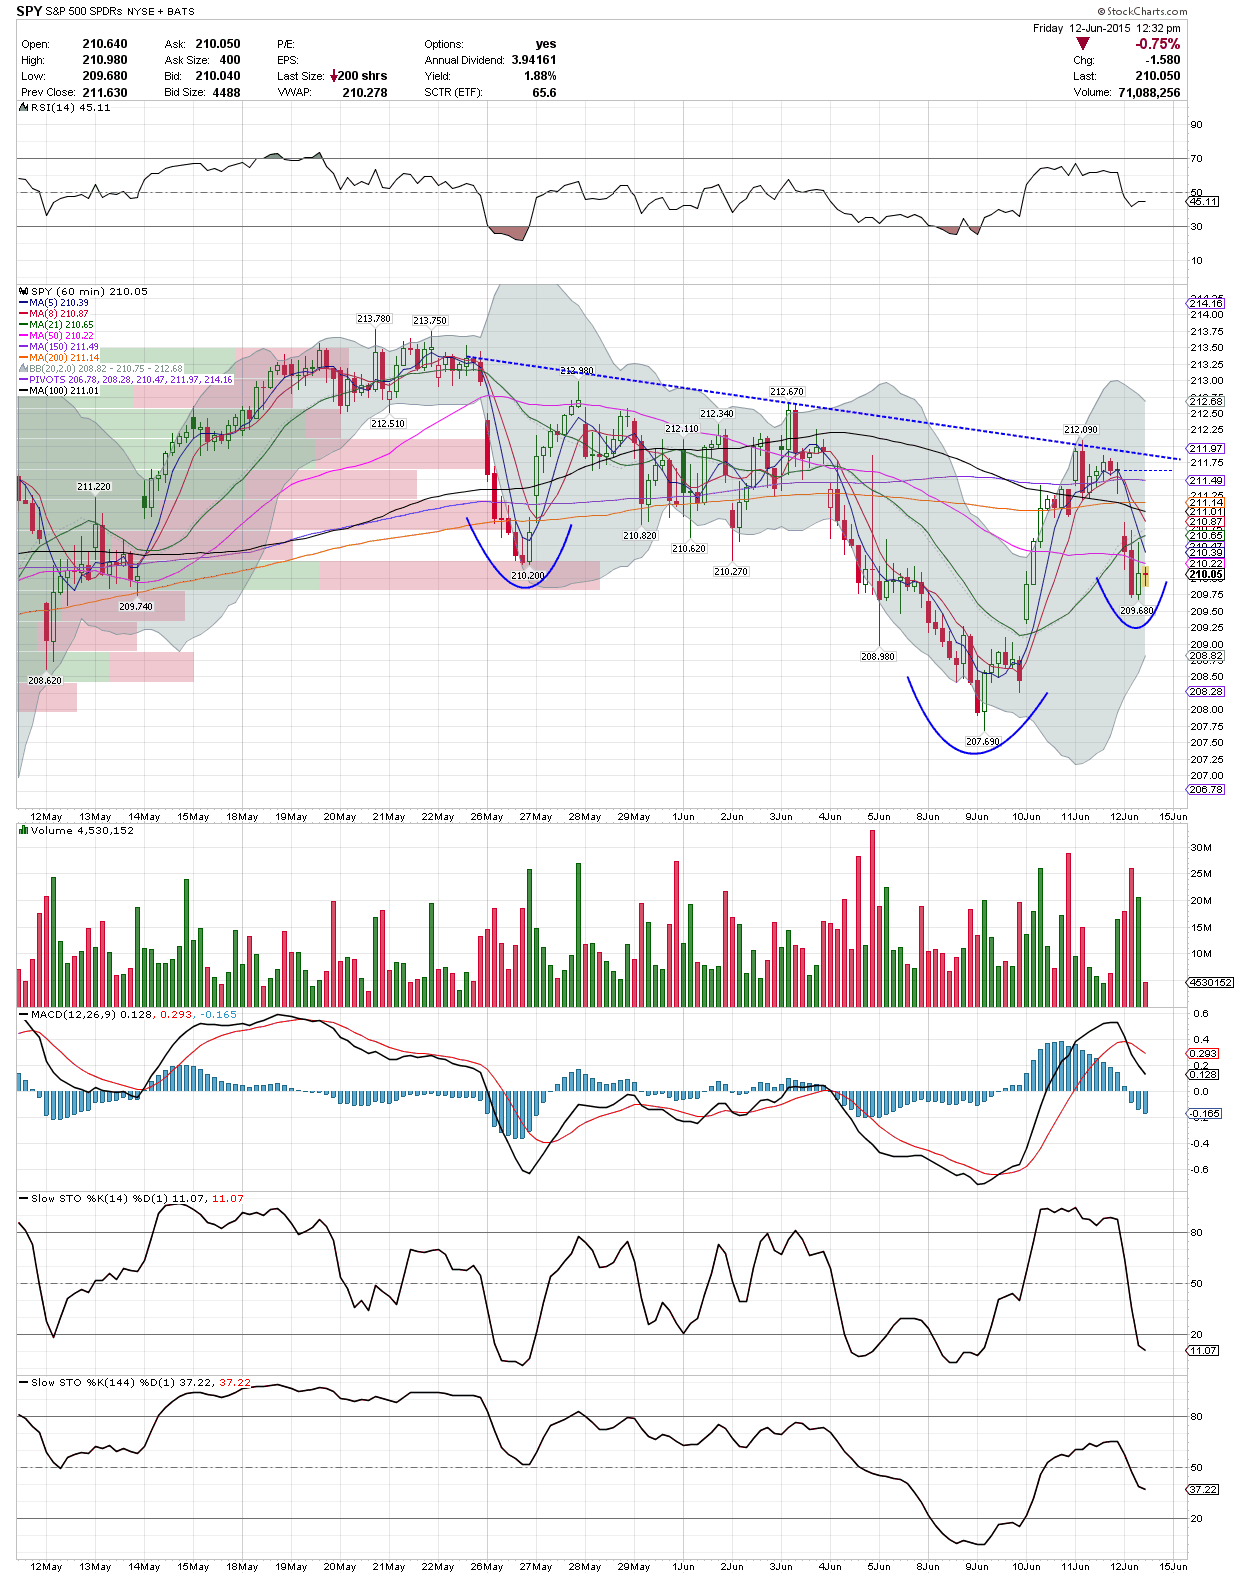 SPY S&P 500 SPDRs NYSE + BATS
© StockCharts.com
Friday 12-Jun-2015 12:32 pm
Open: 210.640 Ask: 210.050 P/E: Options: yes -0.75%
High: 210.980 Ask Size: 400 EPS: Annual Dividend: 3.94161 Chg: -1.580
Low: 209.680 Bid: 210.040 Last Size: 200 shrs Yield: 1.88% Last: 210.050
Prev Close: 211.630 Bid Size: 4488 VWAP: 210.278 SCTR (ETF): 65.6 Volume: 71,088,256
RSI(14) 45.11
90
70
50
45.11
30
10
SPY (60 min) 210.05
MA(5) 210.39
MA(8) 210.87
MA(21) 210.65
MA(50) 210.22
MA(150) 211.49
MA(200) 211.14
BB(20,2.0) 208.82 - 210.75 - 212.68
PIVOTS 206.78, 208.28, 210.47, 211.97, 214.16
MA(100) 211.01
213.780
213.750
212.980
212.670
212.510
212.340
212.110
212.090
211.220
210.820
210.620
210.270
210.200
209.740
209.680
208.980
208.620
207.690
214.16
214.00
213.75
213.50
213.25
213.00
212.68
212.50
212.25
211.97
211.75
211.49
211.25
211.14
211.01
210.87
210.65
210.47
210.39
210.22
210.05
209.75
209.50
209.25
209.00
208.82
208.75
208.50
208.28
208.00
207.75
207.50
207.25
207.00
206.78
12May 13May 14May 15May 18May 19May 20May 21May 22May 26May 27May 28May 29May 1Jun 2Jun 3Jun 4Jun 5Jun 8Jun 9Jun 10Jun 11Jun 12Jun 15Jun
Volume 4,530,152
30M
25M
20M
15M
10M
4530152
MACD(12,26,9) 0.128, 0.293, -0.165
0.6
0.4
0.293
0.2
0.128
0.0
-0.165
-0.4
-0.6
Slow STO %K(14) %D(1) 11.07, 11.07
80
50
20
11.07
Slow STO %K(144) %D(1) 37.22, 37.22
80
50
37.22
20
12May 13May 14May 15May 18May 19May 20May 21May 22May 26May 27May 28May 29May 1Jun 2Jun 3Jun 4Jun 5Jun 8Jun 9Jun 10Jun 11Jun 12Jun 15Jun